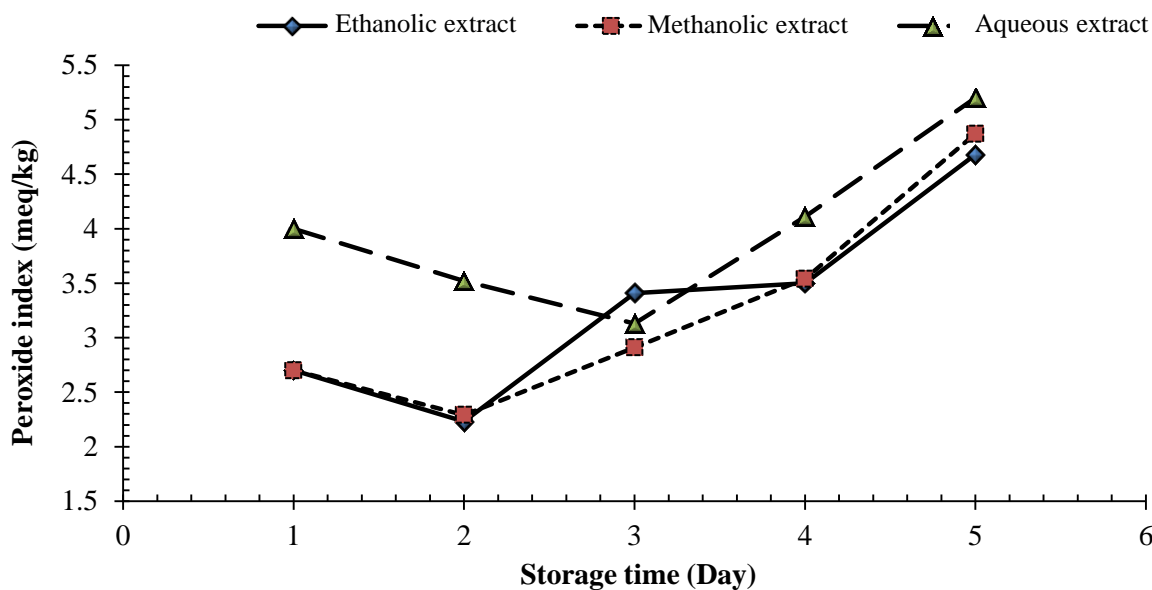 Ethanolic extract Methanolic extract Aqueous extract
5.5
5
4.5
4
3.5
3
2.5
2
1.5
Peroxide index (meq/kg)
0 1 2 3 4 5 6
Storage time (Day)